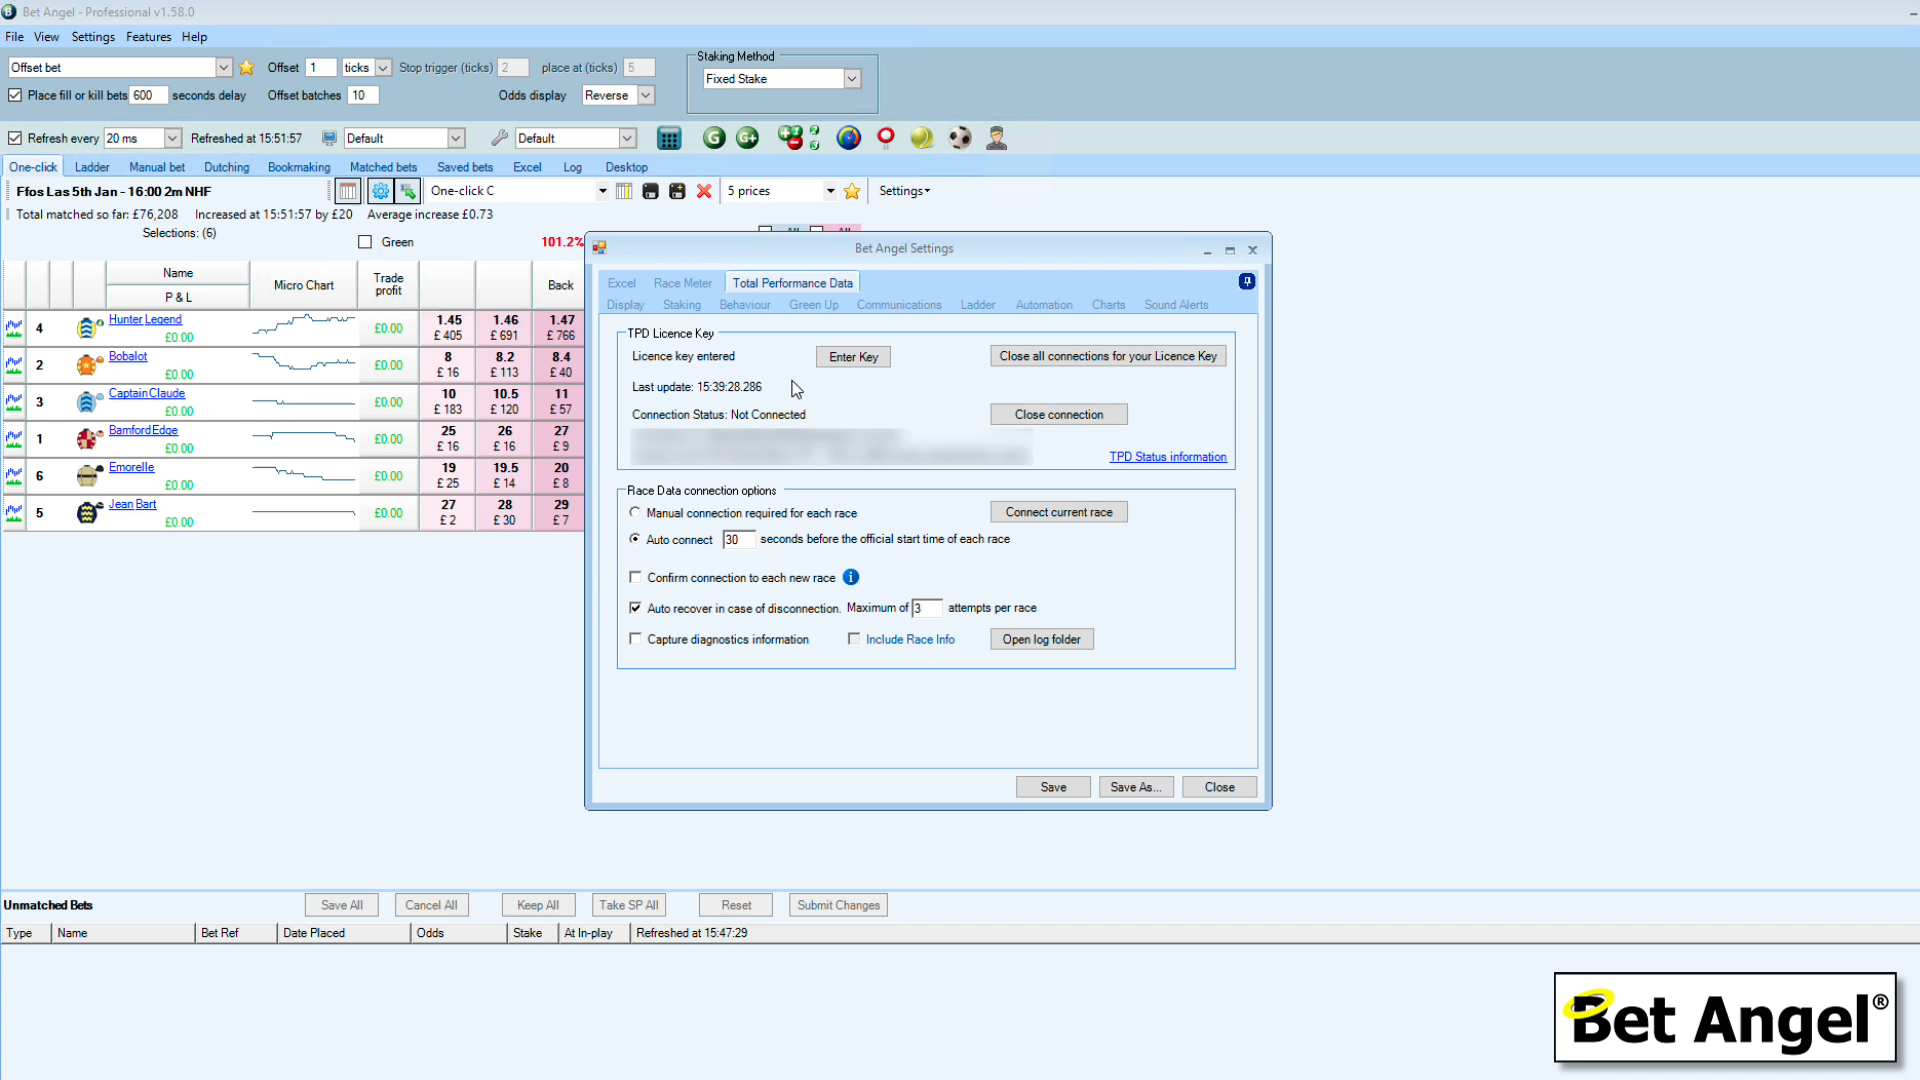 Bet Angel - Professional v1.58.0
File View Settings Features Help
Offset bet Offset 1 ticks Stop trigger (ticks) 2 place at (ticks) 5
Staking Method
Fixed Stake
Place fill or kill bets 600 seconds delay Offset batches 10 Odds display Reverse
Refresh every 20 ms Refreshed at 15:51:57 Default Default G G+
One-click Ladder Manual bet Dutching Bookmaking Matched bets Saved bets Excel Log Desktop
Ffos Las 5th Jan - 16:00 2m NHF One-click C 5 prices Settings
Total matched so far: £76,208 Increased at 15:51:57 by £20 Average increase £0.73
Selections: (6) Green 101.2%
Name Micro Chart Trade profit Back
P & L
4 Hunter Legend £0.00 £0.00 1.45 1.46 1.47
£ 405 £ 691 £ 766
2 Bobalot £0.00 £0.00 8 8.2 8.4
£ 16 £ 113 £ 40
3 Captain Claude £0.00 £0.00 10 10.5 11
£ 183 £ 120 £ 57
1 Bamford Edge £0.00 £0.00 25 26 27
£ 16 £ 16 £ 9
6 Emorelle £0.00 £0.00 19 19.5 20
£ 25 £ 14 £ 8
5 Jean Bart £0.00 £0.00 27 28 29
£ 2 £ 30 £ 7
Bet Angel Settings
Excel Race Meter Total Performance Data
Display Staking Behaviour Green Up Communications Ladder Automation Charts Sound Alerts
TPD Licence Key
Licence key entered Enter Key Close all connections for your Licence Key
Last update: 15:39:28.286
Connection Status: Not Connected Close connection
TPD Status information
Race Data connection options
Manual connection required for each race Connect current race
Auto connect 30 seconds before the official start time of each race
Confirm connection to each new race
Auto recover in case of disconnection. Maximum of 3 attempts per race
Capture diagnostics information Include Race Info Open log folder
Save Save As... Close
Unmatched Bets Save All Cancel All Keep All Take SP All Reset Submit Changes
Type Name Bet Ref Date Placed Odds Stake At In-play Refreshed at 15:47:29
Bet Angel®